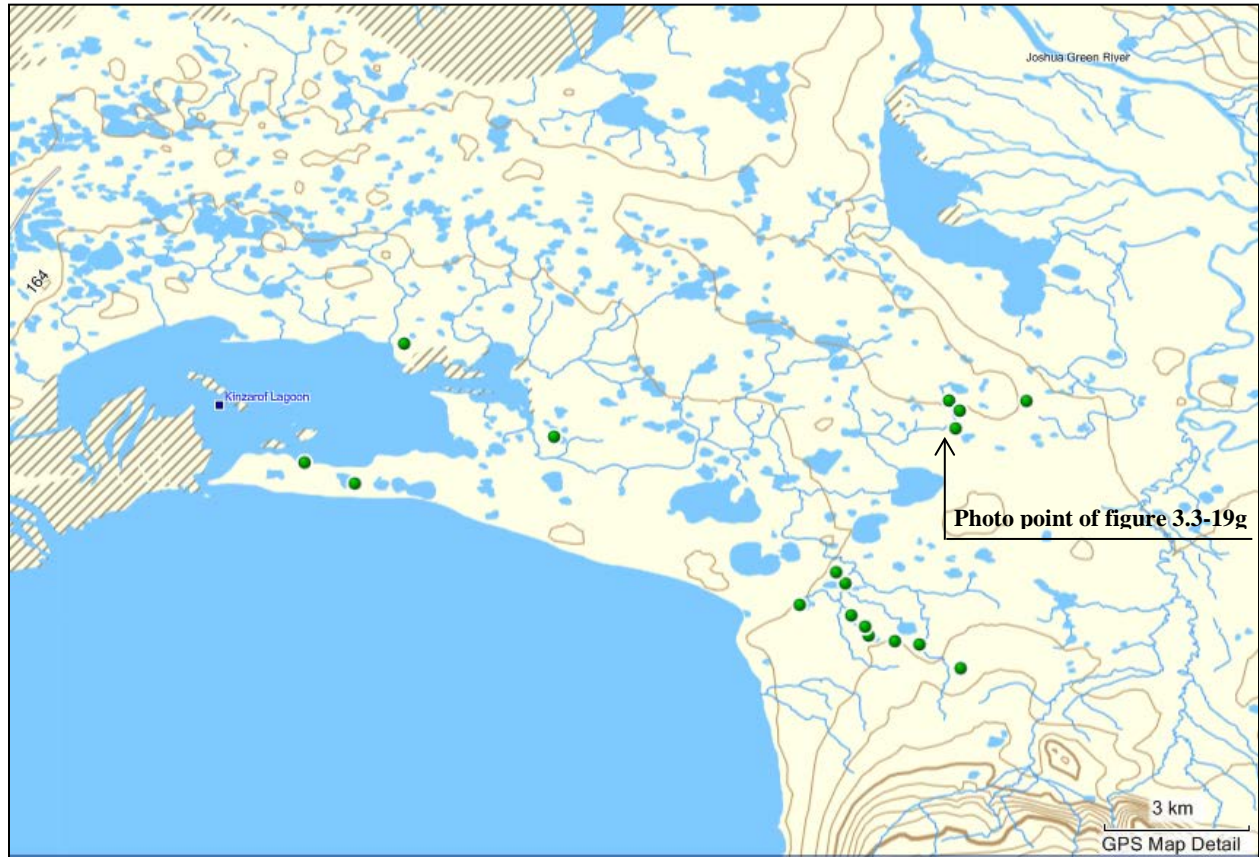 Joshua Green River
164
Kinzarof Lagoon
Photo point of figure 3.3-19g
3 km
GPS Map Detail